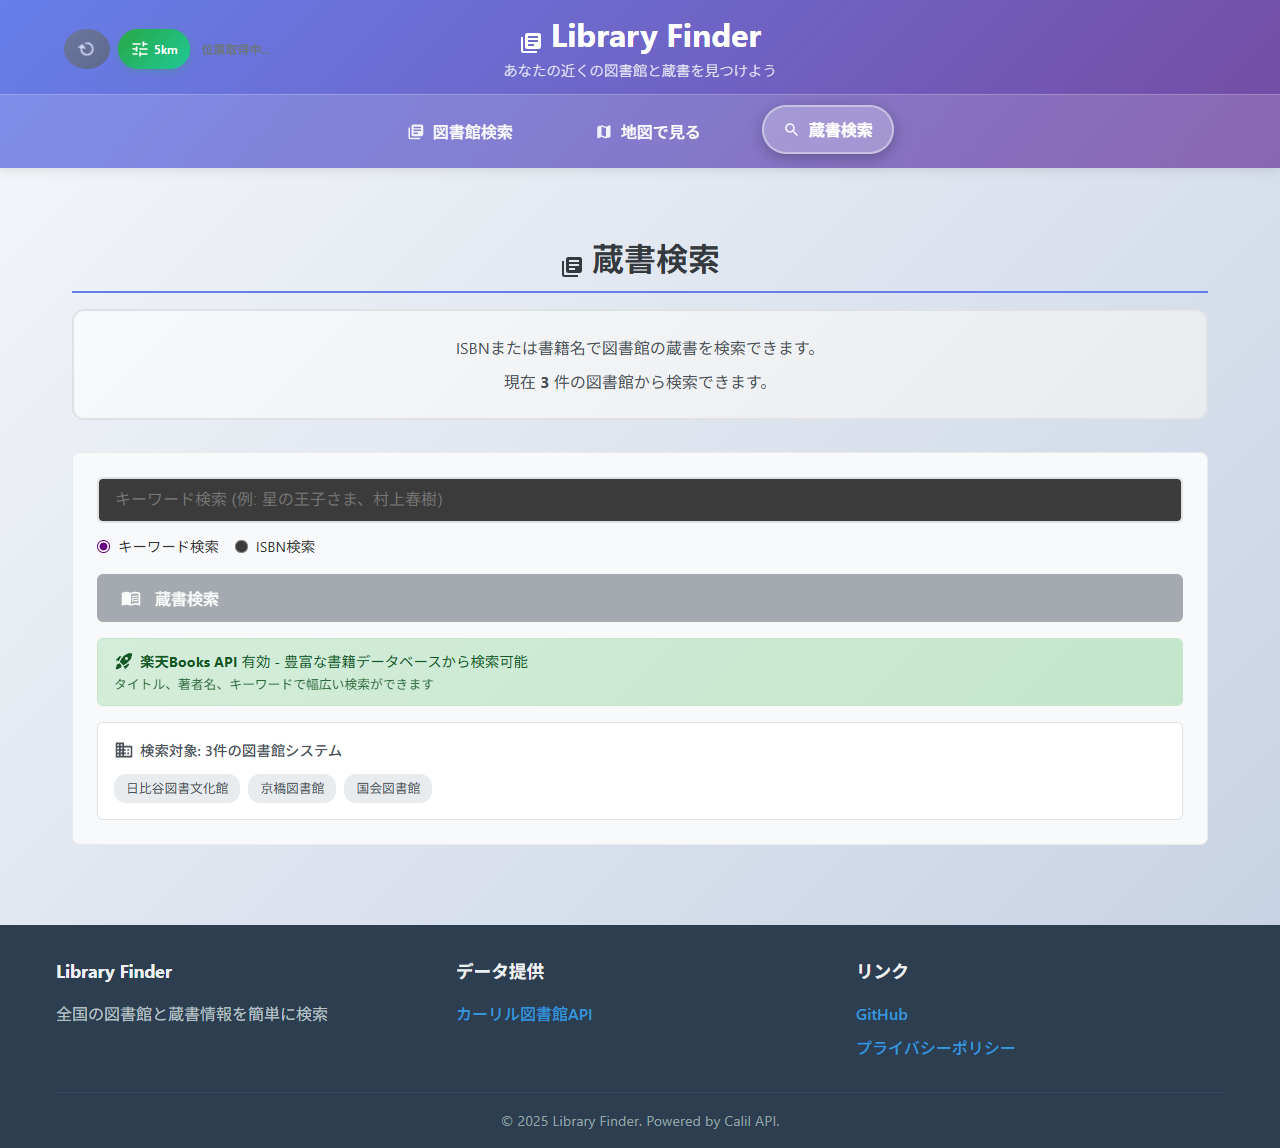 5km
位置取得中...
Library Finder
あなたの近くの図書館と蔵書を見つけよう
図書館検索
地図で見る
蔵書検索
蔵書検索
ISBNまたは書籍名で図書館の蔵書を検索できます。
現在 3 件の図書館から検索できます。
キーワード検索 (例: 星の王子さま、村上春樹)
キーワード検索
ISBN検索
蔵書検索
楽天Books API 有効 - 豊富な書籍データベースから検索可能
タイトル、著者名、キーワードで幅広い検索ができます
検索対象: 3件の図書館システム
日比谷図書文化館
京橋図書館
国会図書館
Library Finder
全国の図書館と蔵書情報を簡単に検索
データ提供
カーリル図書館API
リンク
GitHub
プライバシーポリシー
© 2025 Library Finder. Powered by Calil API.